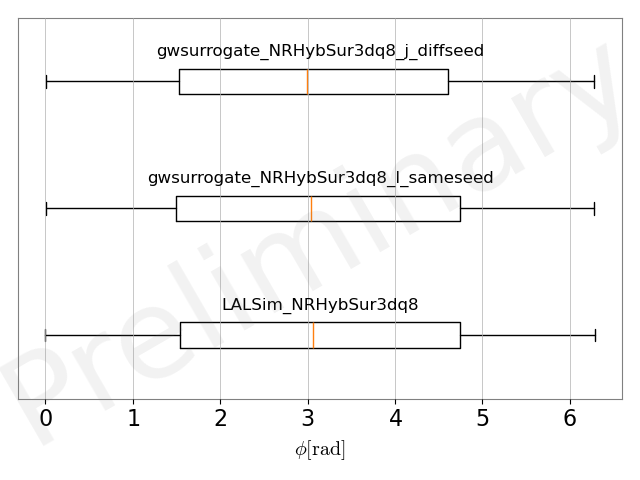 gwsurrogate_NRHybSur3dq8_j_diffseed
gwsurrogate_NRHybSur3dq8_l_sameseed
LALSim_NRHybSur3dq8
Preliminary
0 1 2 3 4 5 6
ϕ[rad]